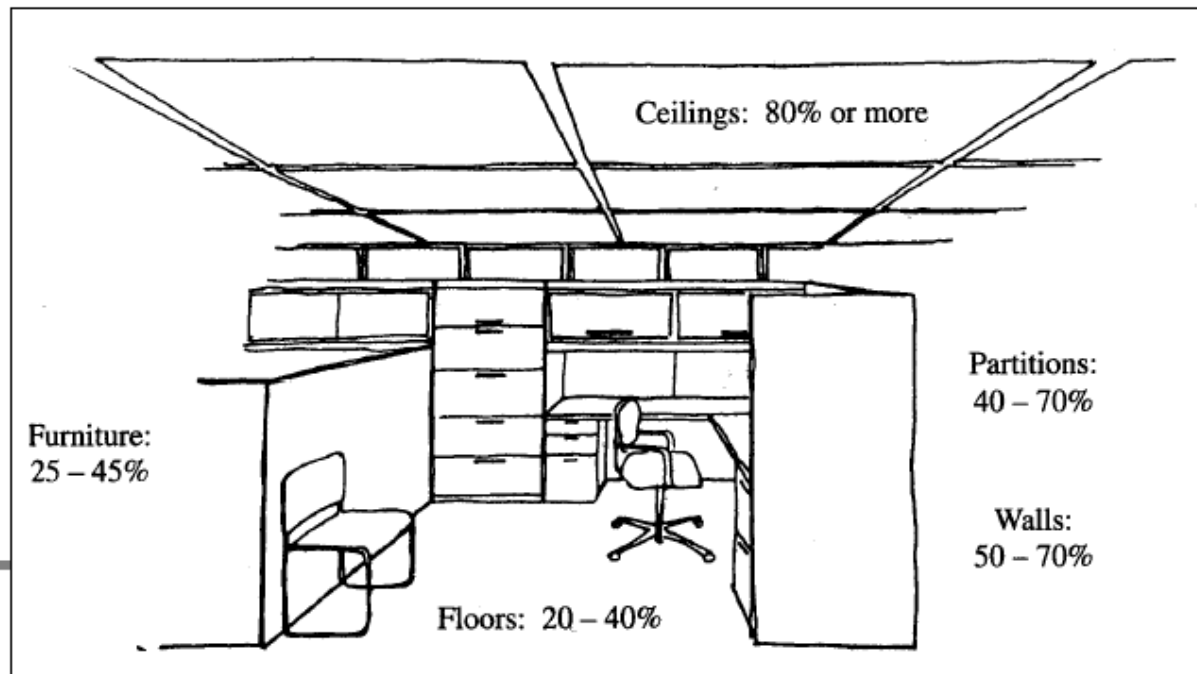 Ceilings: 80% or more
Partitions:
40 – 70%
Furniture:
25 – 45%
Walls:
50 – 70%
Floors: 20 – 40%